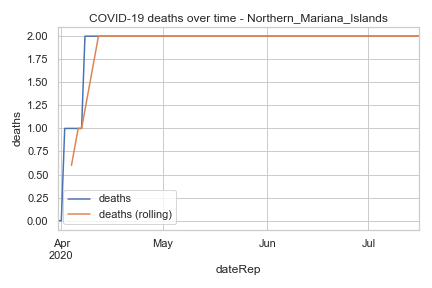 COVID-19 deaths over time - Northern_Mariana_Islands
deaths
2.00
1.75
1.50
1.25
1.00
0.75
0.50
0.25
0.00
deaths
deaths (rolling)
Apr
2020
May
Jun
Jul
dateRep